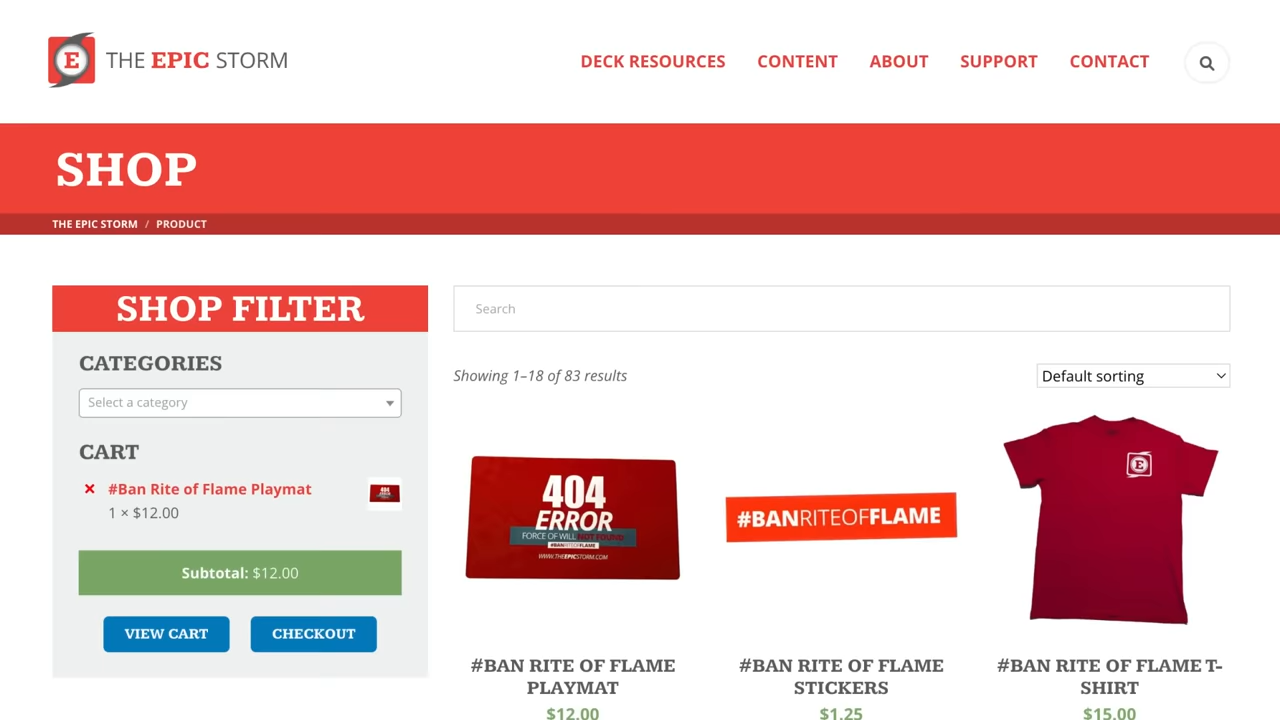 E THE EPIC STORM
DECK RESOURCES CONTENT ABOUT SUPPORT CONTACT
SHOP
THE EPIC STORM / PRODUCT
SHOP FILTER
CATEGORIES
Select a category
CART
× #Ban Rite of Flame Playmat
1 × $12.00
Subtotal: $12.00
VIEW CART CHECKOUT
Search
Showing 1–18 of 83 results
Default sorting
404
ERROR
FORCE OF WILL NOT FOUND
#BANRITEOFFLAME
WWW.THEEPICSTORM.COM
#BAN RITE OF FLAME
PLAYMAT
$12.00
#BANRITEOFFLAME
#BAN RITE OF FLAME
STICKERS
$1.25
E
#BAN RITE OF FLAME T-
SHIRT
$15.00